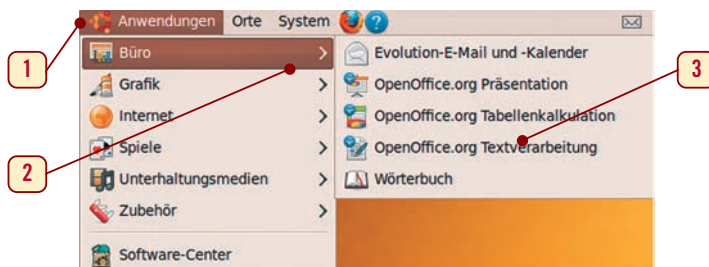 Anwendungen Orte System
1
Büro
Grafik
Internet
2
Spiele
Unterhaltungsmedien
Zubehör
Software-Center
Evolution-E-Mail und -Kalender
OpenOffice.org Präsentation
3
OpenOffice.org Tabellenkalkulation
OpenOffice.org Textverarbeitung
Wörterbuch